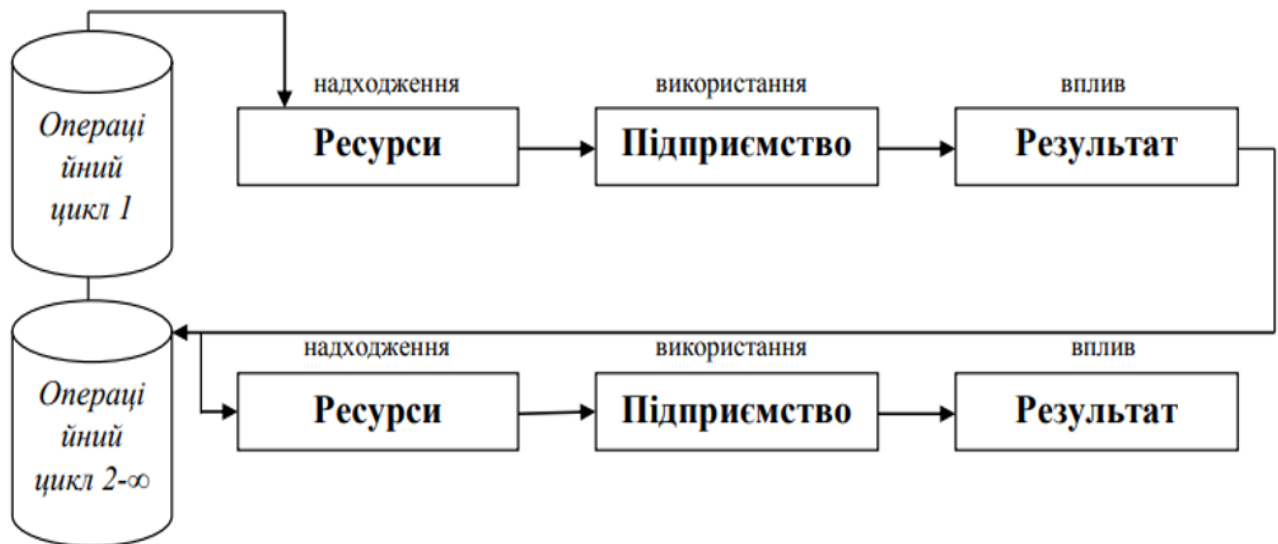 надходження
використання
вплив
Операці
йний
цикл 1
Ресурси
Підприємство
Результат
надходження
використання
вплив
Операці
йний
цикл 2-∞
Ресурси
Підприємство
Результат